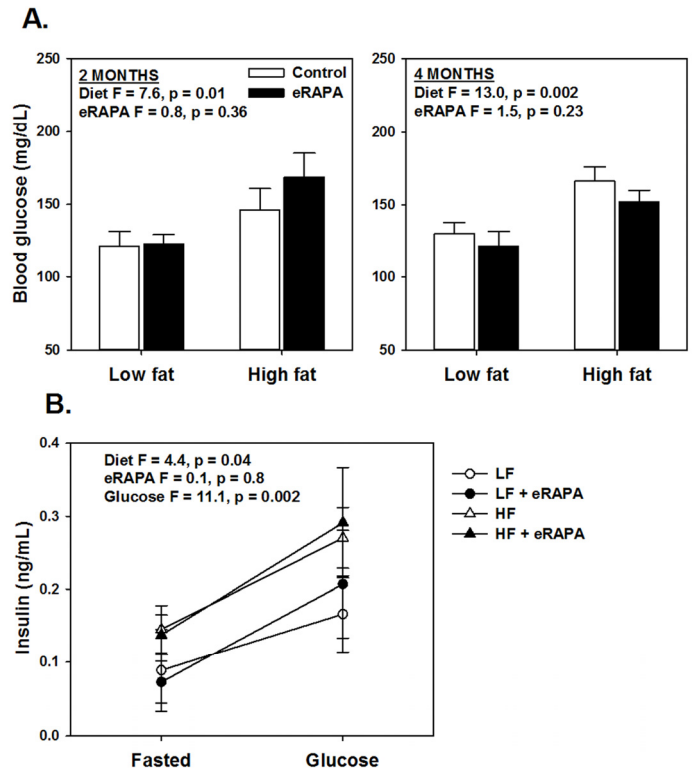 A.
2 MONTHS
Diet F = 7.6, p = 0.01
eRAPA F = 0.8, p = 0.36
Control
eRAPA
4 MONTHS
Diet F = 13.0, p = 0.002
eRAPA F = 1.5, p = 0.23
Blood glucose (mg/dL)
250
200
150
100
50
250
200
150
100
50
Low fat
High fat
Low fat
High fat
B.
Diet F = 4.4, p = 0.04
eRAPA F = 0.1, p = 0.8
Glucose F = 11.1, p = 0.002
Insulin (ng/mL)
0.4
0.3
0.2
0.1
0.0
Fasted
Glucose
LF
LF + eRAPA
HF
HF + eRAPA